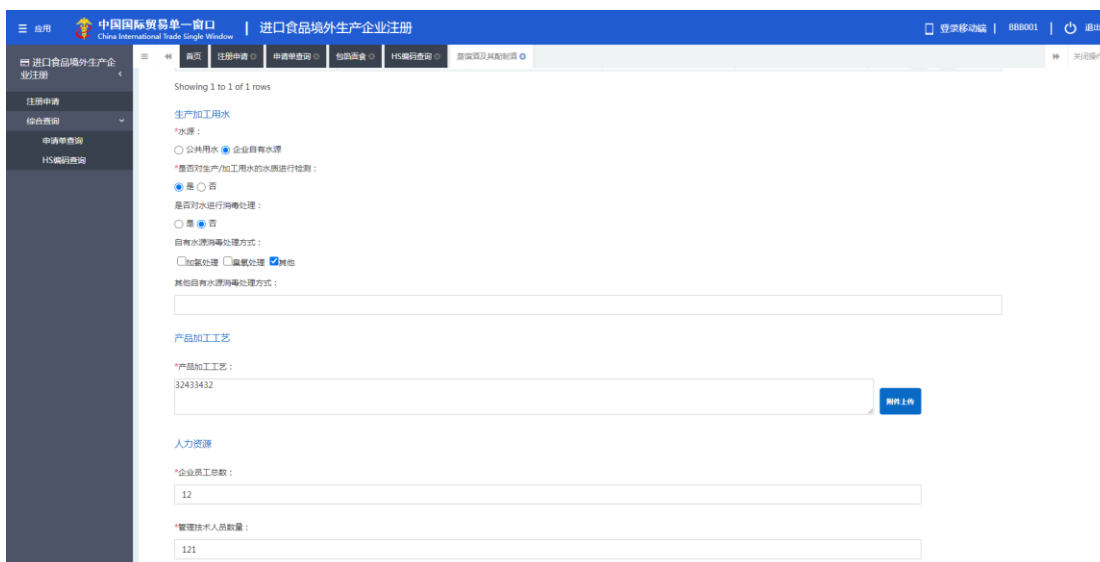 应用
中国国际贸易单一窗口
China International Trade Single Window
进口食品境外生产企业注册
登录移动端 | BBB001 | 退出
进口食品境外生产企
业注册
注册申请
综合查询
申请单查询
HS编码查询
首页 注册申请 申请单查询 包馅面食 HS编码查询 蒸馏酒及其配制酒 关闭操作
Showing 1 to 1 of 1 rows
生产加工用水
*水源：
公共用水 企业自有水源
*是否对生产/加工用水的水质进行检测：
是 否
是否对水进行消毒处理：
是 否
自有水源消毒处理方式：
加氯处理 臭氧处理 其他
其他自有水源消毒处理方式：
产品加工工艺
*产品加工工艺：
32433432
附件上传
人力资源
*企业员工总数：
12
*管理技术人员数量：
121